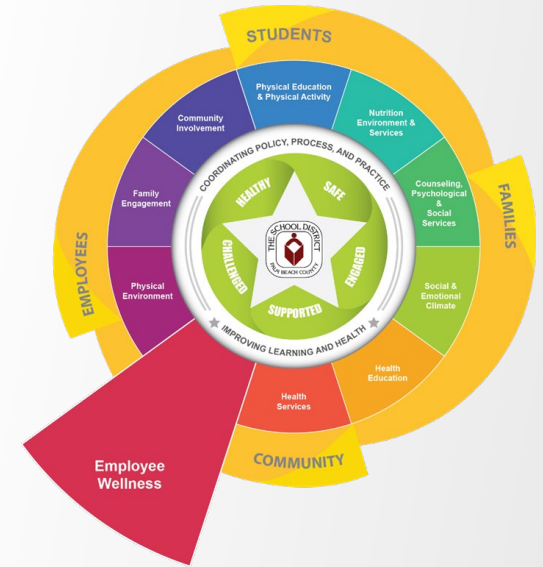 STUDENTS
FAMILIES
COMMUNITY
EMPLOYEES
Physical Education
& Physical Activity
Nutrition
Environment &
Services
Counseling,
Psychological
&
Social
Services
Social &
Emotional
Climate
Health
Education
Health
Services
Employee
Wellness
Physical
Environment
Family
Engagement
Community
Involvement
COORDINATING POLICY, PROCESS, AND PRACTICE
IMPROVING LEARNING AND HEALTH
HEALTHY
SAFE
ENGAGED
SUPPORTED
CHALLENGED
THE SCHOOL DISTRICT
PALM BEACH COUNTY